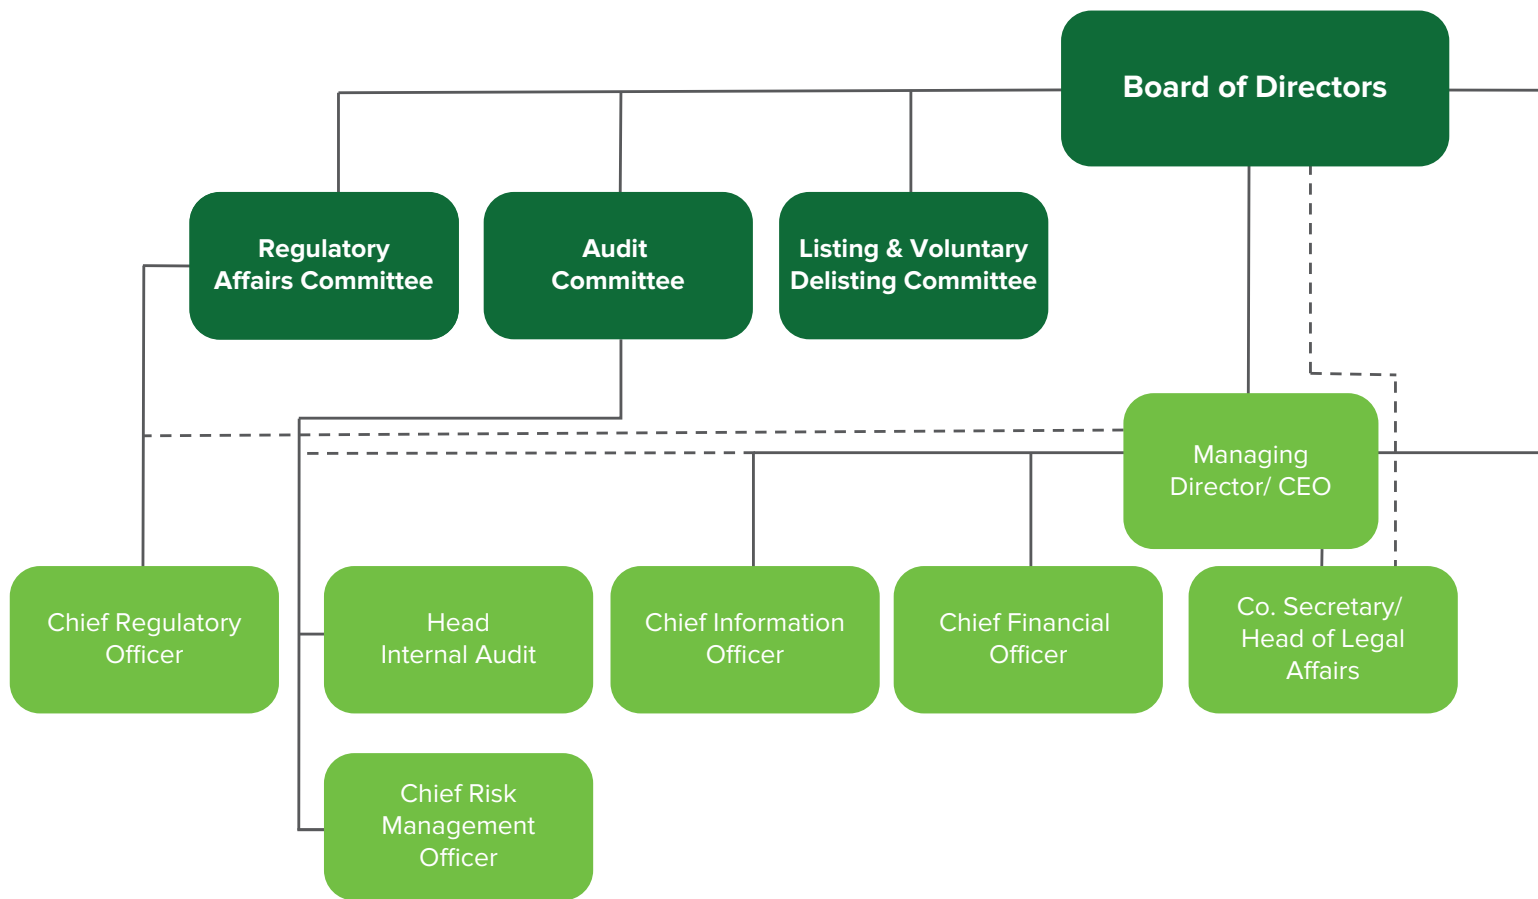 Board of Directors
Regulatory
Affairs Committee
Audit
Committee
Listing & Voluntary
Delisting Committee
Managing
Director/ CEO
Chief Regulatory
Officer
Head
Internal Audit
Chief Information
Officer
Chief Financial
Officer
Co. Secretary/
Head of Legal
Affairs
Chief Risk
Management
Officer